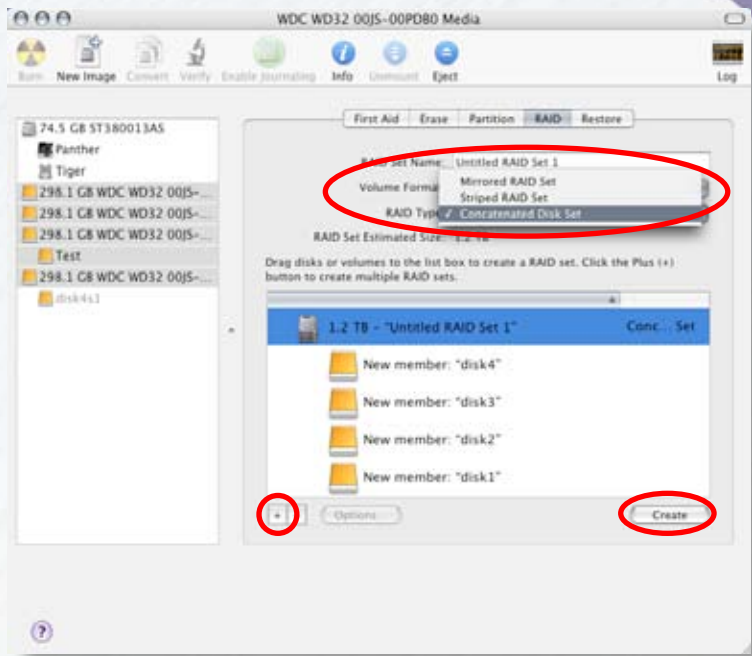 WDC WD32 00JS-00PDB0 Media
Burn New Image Convert Verify Enable Journaling Info Unmount Eject Log
First Aid Erase Partition RAID Restore
74.5 GB ST380013AS
Panther
Tiger
298.1 GB WDC WD32 00JS-...
298.1 GB WDC WD32 00JS-...
298.1 GB WDC WD32 00JS-...
Test
298.1 GB WDC WD32 00JS-...
disk4s1
RAID Set Name: Untitled RAID Set 1
Volume Format
Mirrored RAID Set
Striped RAID Set
RAID Type ✓ Concatenated Disk Set
RAID Set Estimated Size: 1.2 TB
Drag disks or volumes to the list box to create a RAID set. Click the Plus (+)
button to create multiple RAID sets.
1.2 TB - "Untitled RAID Set 1" Conc... Set
New member: "disk4"
New member: "disk3"
New member: "disk2"
New member: "disk1"
+ - Options... Create
?